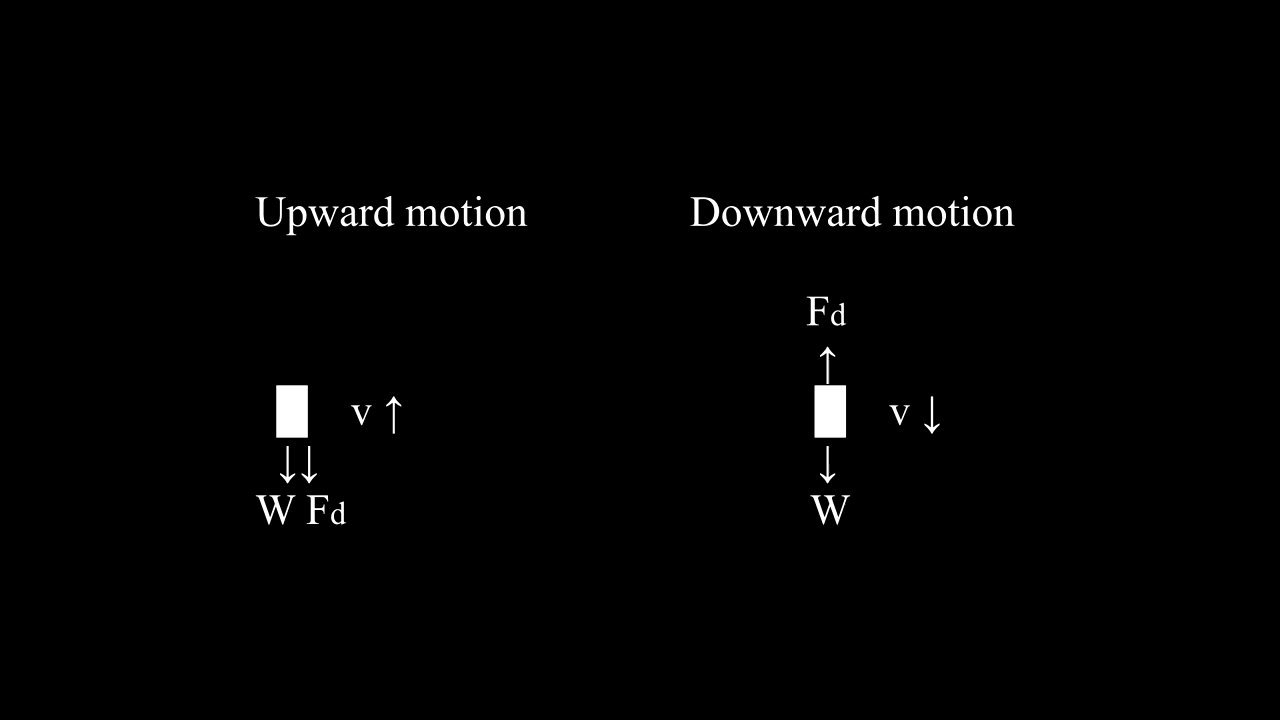 Upward motion
Downward motion
Fd
v ↑
v ↓
↑
↓↓
↓
W Fd
W